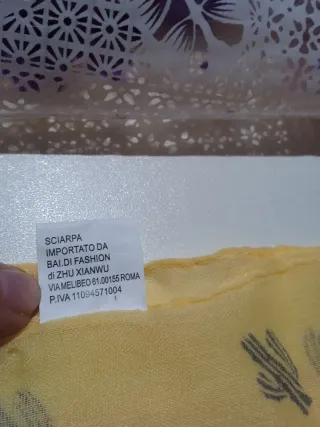 SCIARPA
IMPORTATO DA
BAI.DI FASHION
di ZHU XIANWU
VIA MELIBEO 61.00155 ROMA
P.IVA 11094571004